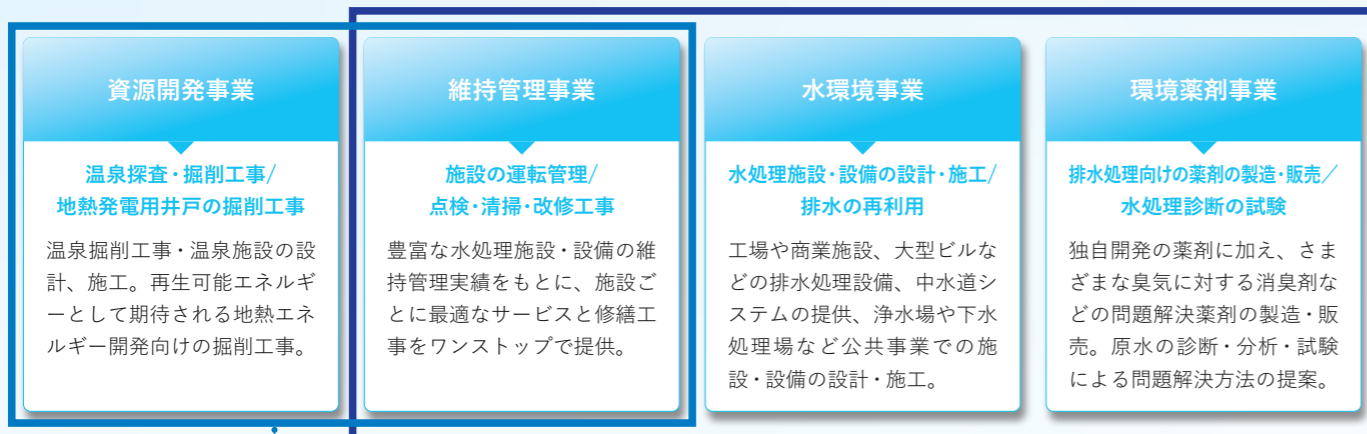 資源開発事業
温泉探査・掘削工事/
地熱発電用井戸の掘削工事
温泉掘削工事・温泉施設の設
計、施工。再生可能エネルギ
ーとして期待される地熱エネ
ルギー開発向けの掘削工事。
維持管理事業
施設の運転管理/
点検・清掃・改修工事
豊富な水処理施設・設備の維
持管理実績をもとに、施設ご
とに最適なサービスと修繕工
事をワンストップで提供。
水環境事業
水処理施設・設備の設計・施工/
排水の再利用
工場や商業施設、大型ビルな
どの排水処理設備、中水道シ
ステムの提供、浄水場や下水
処理場など公共事業での施
設・設備の設計・施工。
環境薬剤事業
排水処理向けの薬剤の製造・販売/
水処理診断の試験
独自開発の薬剤に加え、さま
ざまな臭気に対する消臭剤な
どの問題解決薬剤の製造・販
売。原水の診断・分析・試験
による問題解決方法の提案。